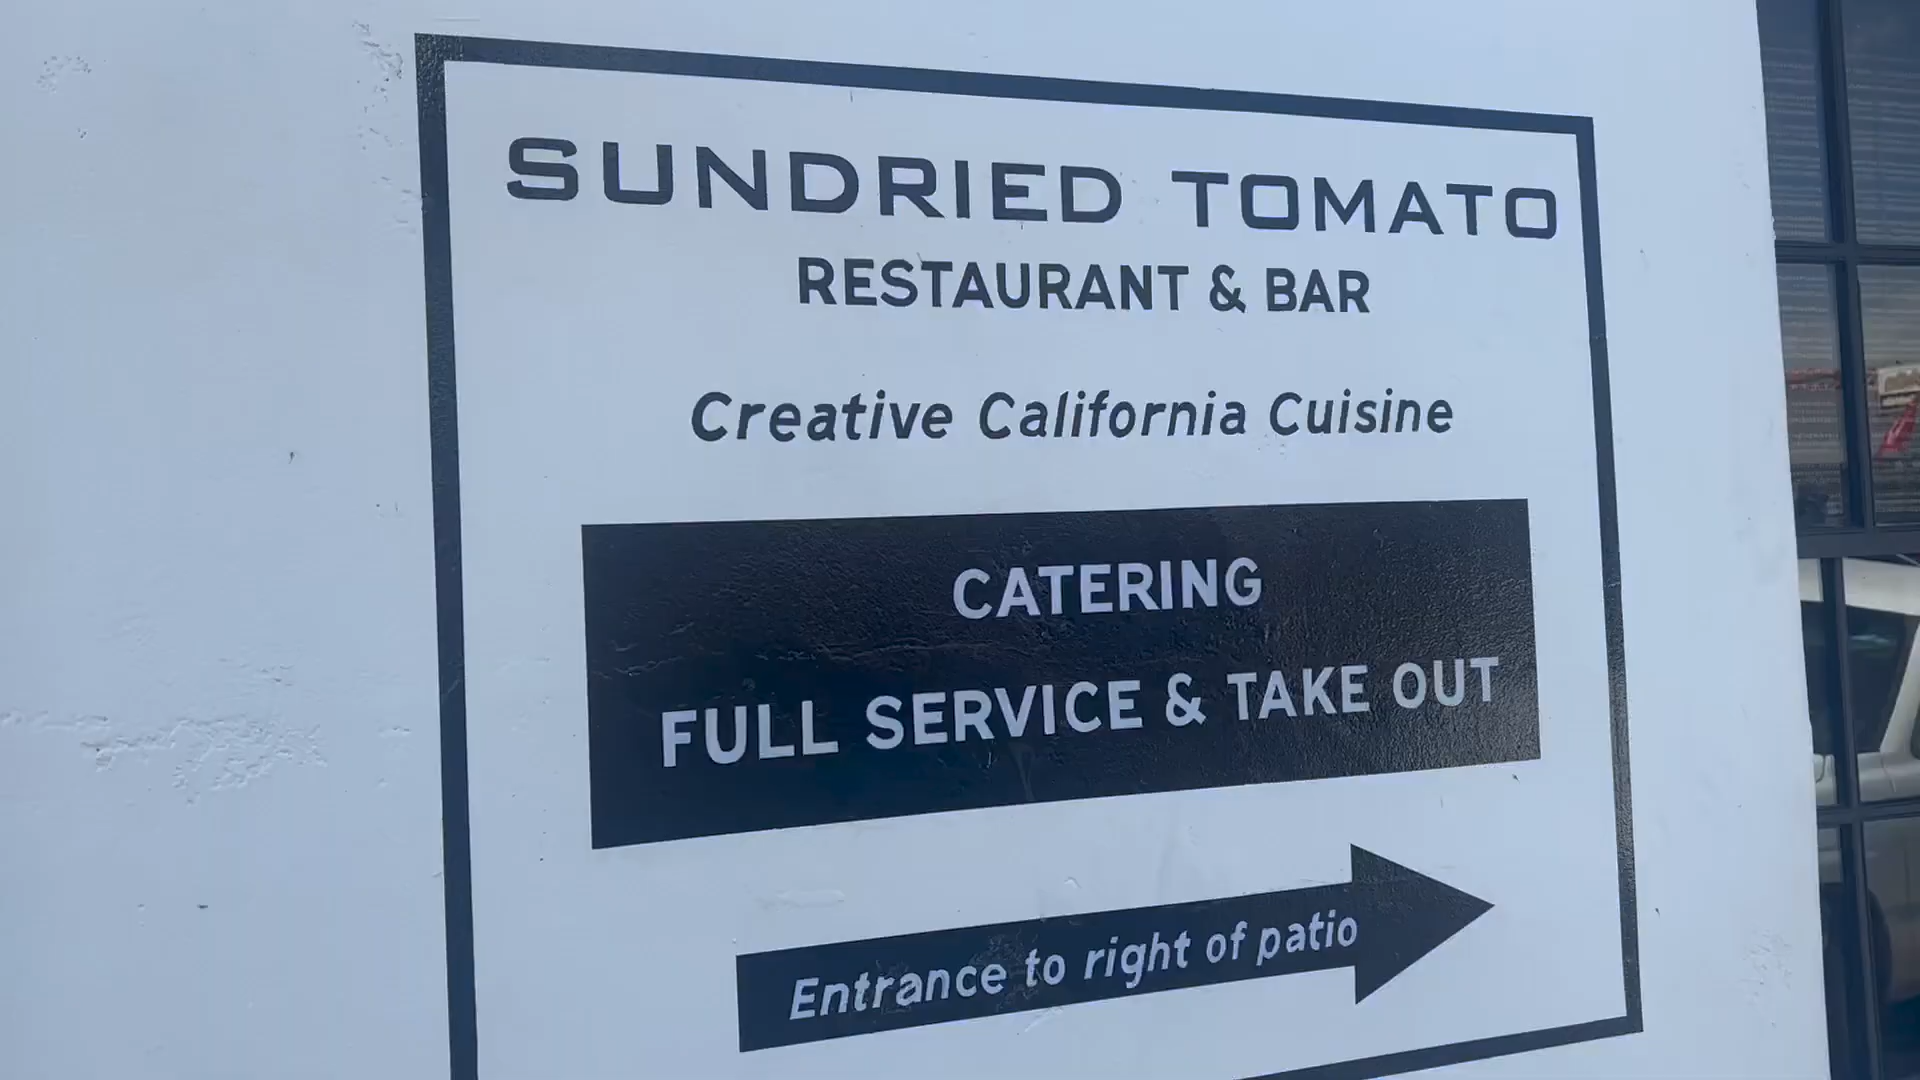 SUNDRIED TOMATO
RESTAURANT & BAR
Creative California Cuisine
CATERING
FULL SERVICE & TAKE OUT
Entrance to right of patio